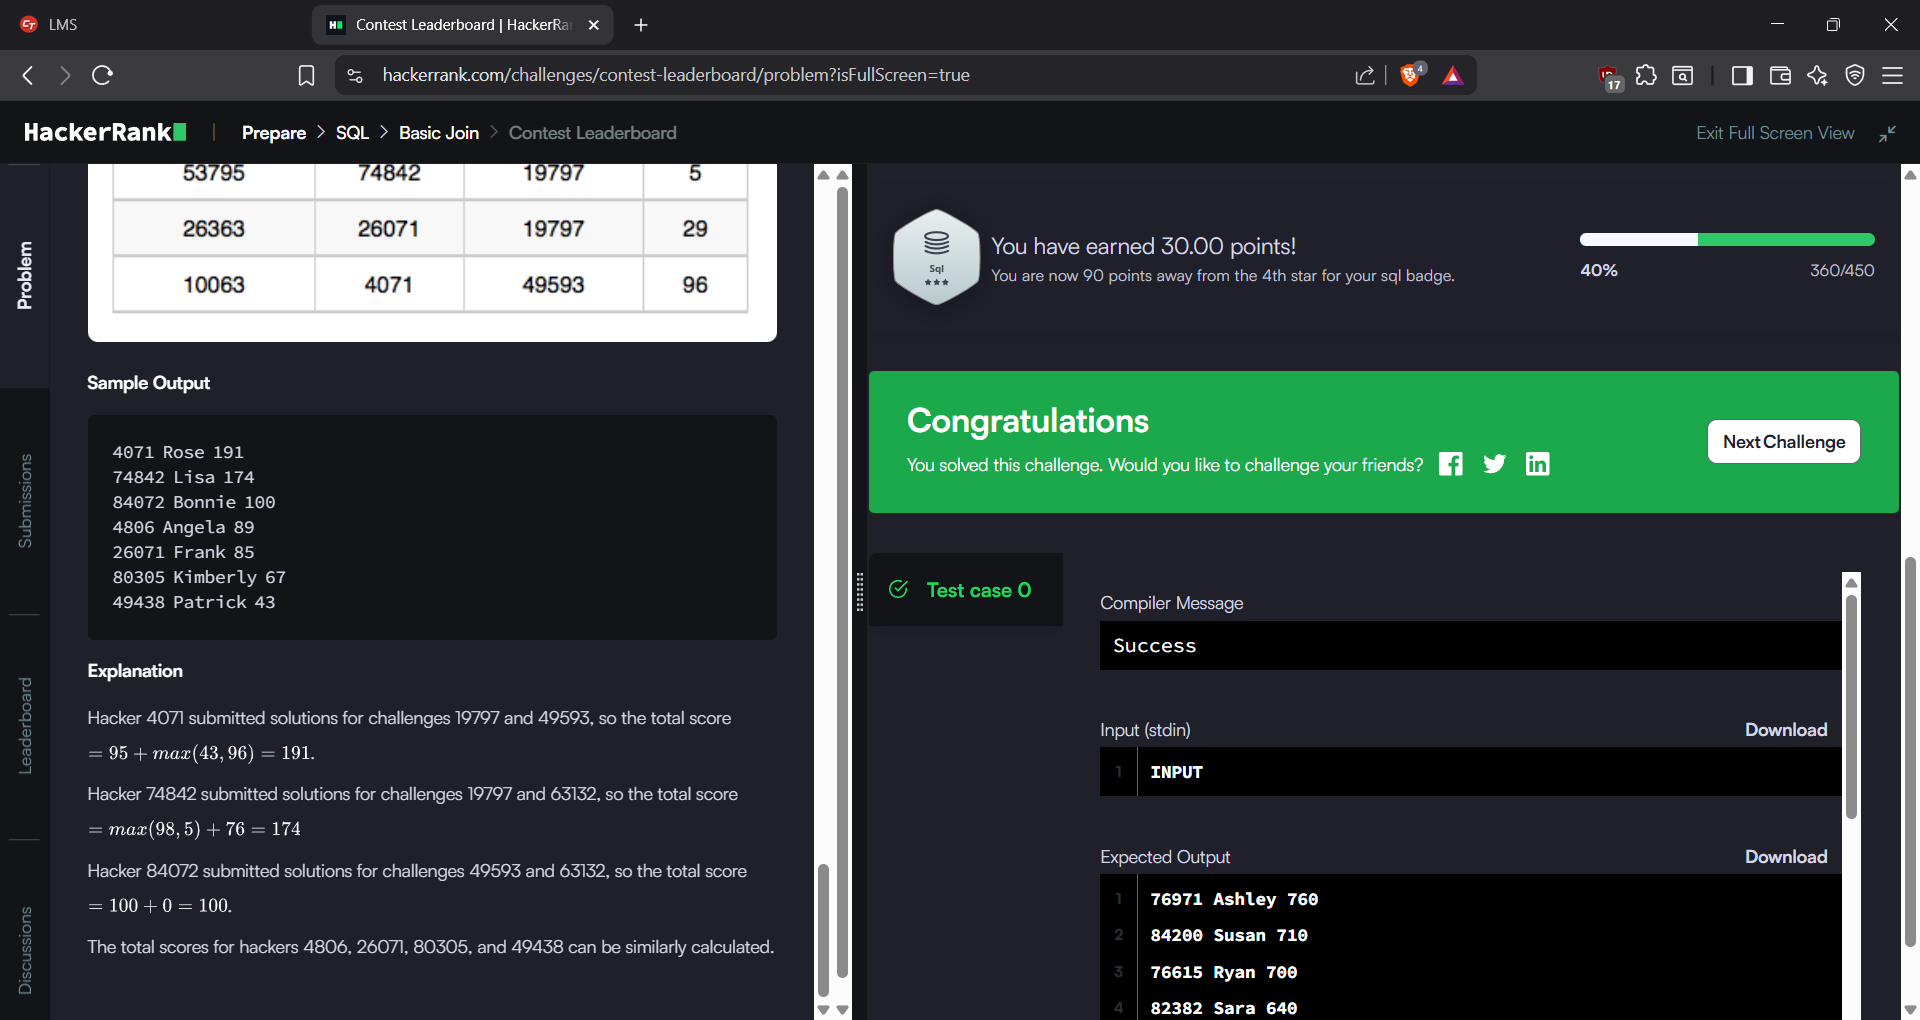 LMS
Contest Leaderboard | HackerRa
hackerrank.com/challenges/contest-leaderboard/problem?isFullScreen=true
4
17
HackerRank
Prepare > SQL > Basic Join > Contest Leaderboard
Exit Full Screen View
Problem
Submissions
Leaderboard
Discussions
53795 74842 19797 5
26363 26071 19797 29
10063 4071 49593 96
Sample Output
4071 Rose 191
74842 Lisa 174
84072 Bonnie 100
4806 Angela 89
26071 Frank 85
80305 Kimberly 67
49438 Patrick 43
Explanation
Hacker 4071 submitted solutions for challenges 19797 and 49593, so the total score
= 95 + max(43, 96) = 191.
Hacker 74842 submitted solutions for challenges 19797 and 63132, so the total score
= max(98, 5) + 76 = 174
Hacker 84072 submitted solutions for challenges 49593 and 63132, so the total score
= 100 + 0 = 100.
The total scores for hackers 4806, 26071, 80305, and 49438 can be similarly calculated.
Sql
You have earned 30.00 points!
You are now 90 points away from the 4th star for your sql badge.
40% 360/450
Congratulations
You solved this challenge. Would you like to challenge your friends?
Next Challenge
Test case 0
Compiler Message
Success
Input (stdin) Download
1 INPUT
Expected Output Download
1 76971 Ashley 760
2 84200 Susan 710
3 76615 Ryan 700
4 82382 Sara 640